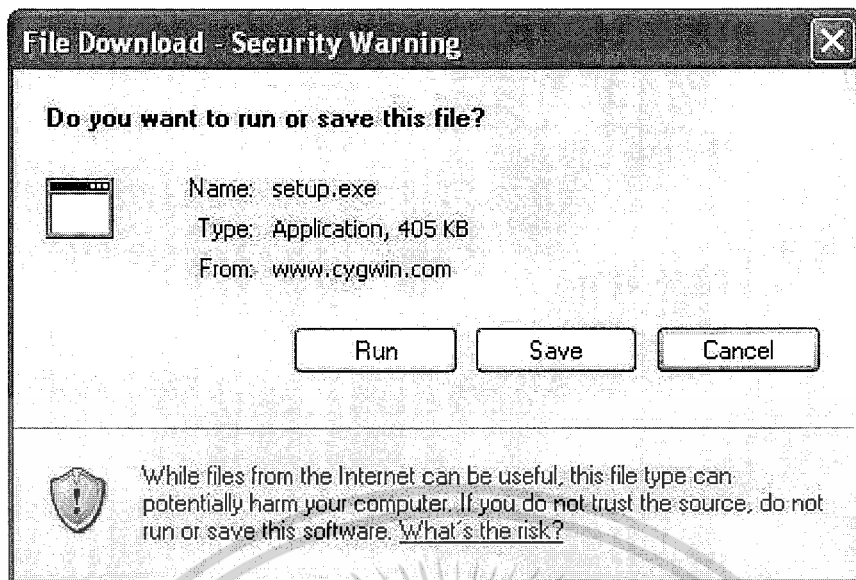 File Download - Security Warning
Do you want to run or save this file?
Name: setup.exe
Type: Application, 405 KB
From: www.cygwin.com
Run Save Cancel
While files from the Internet can be useful, this file type can
potentially harm your computer. If you do not trust the source, do not
run or save this software. What's the risk?